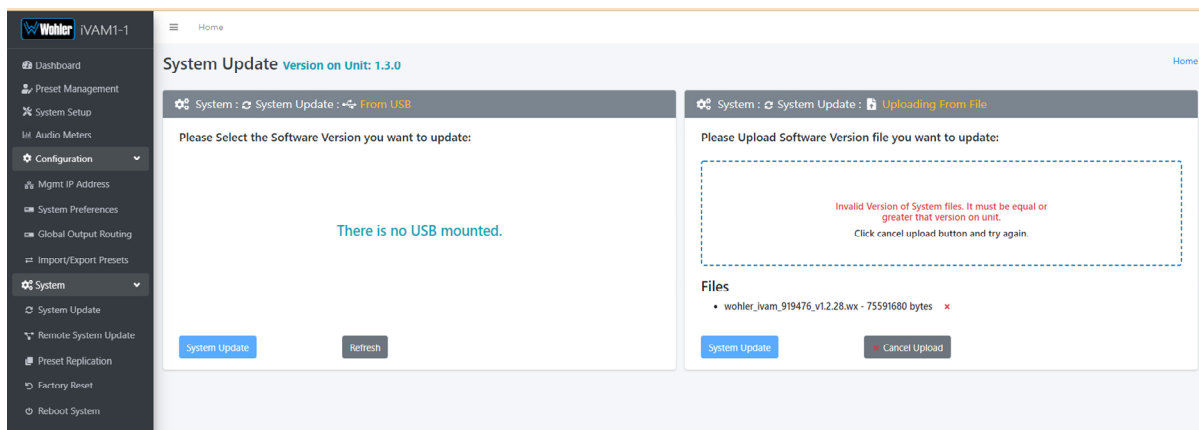 Wohler iVAM1-1
Home
Dashboard
Preset Management
System Setup
Audio Meters
Configuration
Mgmt IP Address
System Preferences
Global Output Routing
Import/Export Presets
System
System Update
Remote System Update
Preset Replication
Factory Reset
Reboot System
System Update Version on Unit: 1.3.0
Home
System : System Update : From USB
Please Select the Software Version you want to update:
There is no USB mounted.
System Update
Refresh
System : System Update : Uploading From File
Please Upload Software Version file you want to update:
Invalid Version of System files. It must be equal or
greater that version on unit.
Click cancel upload button and try again.
Files
• wohler_ivam_919476_v1.2.28.wx - 75591680 bytes ×
System Update
× Cancel Upload